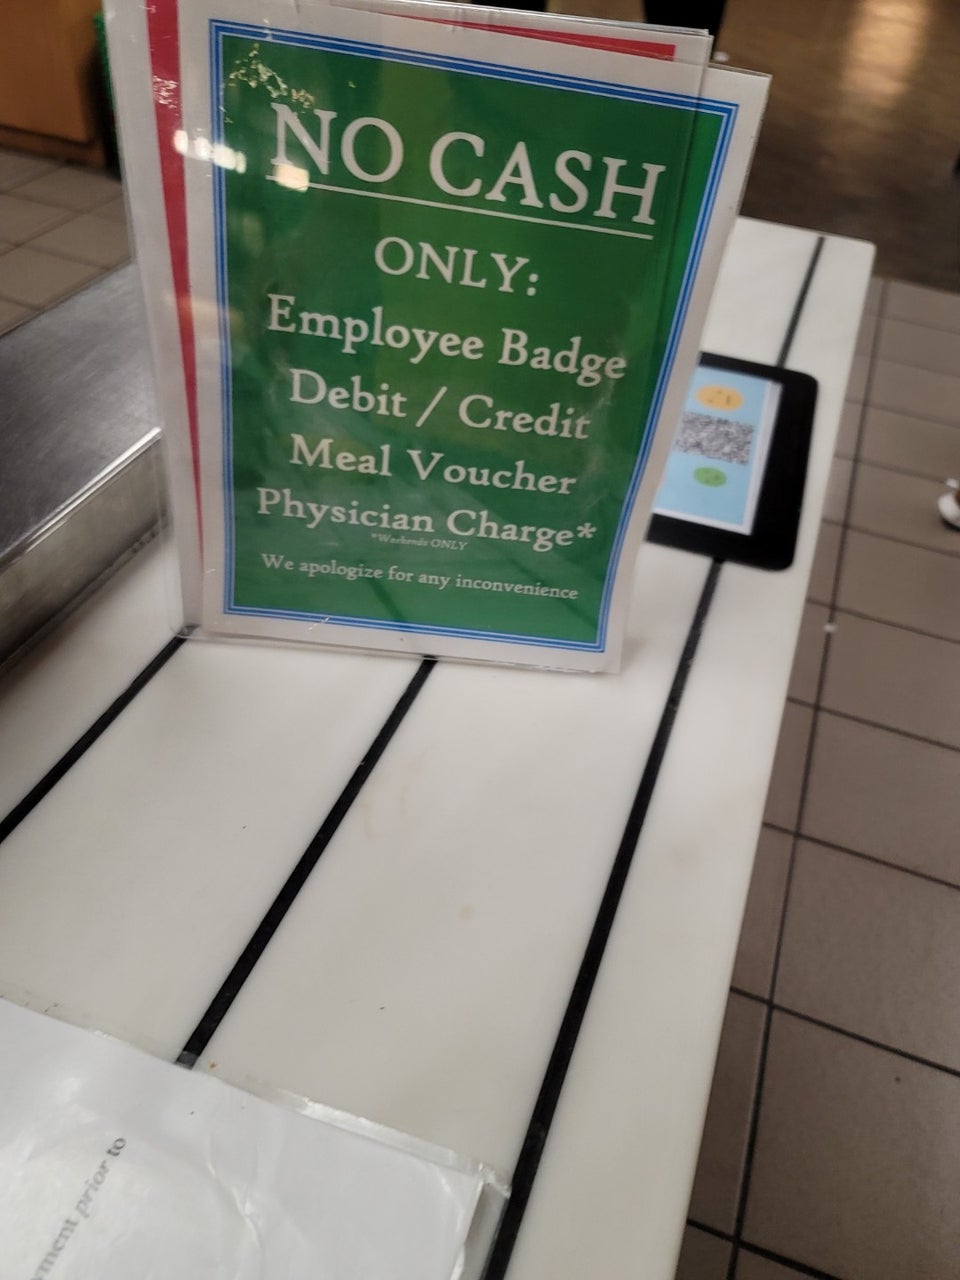 NO CASH
ONLY:
Employee Badge
Debit / Credit
Meal Voucher
Physician Charge*
*Weekends ONLY
We apologize for any inconvenience
prior to